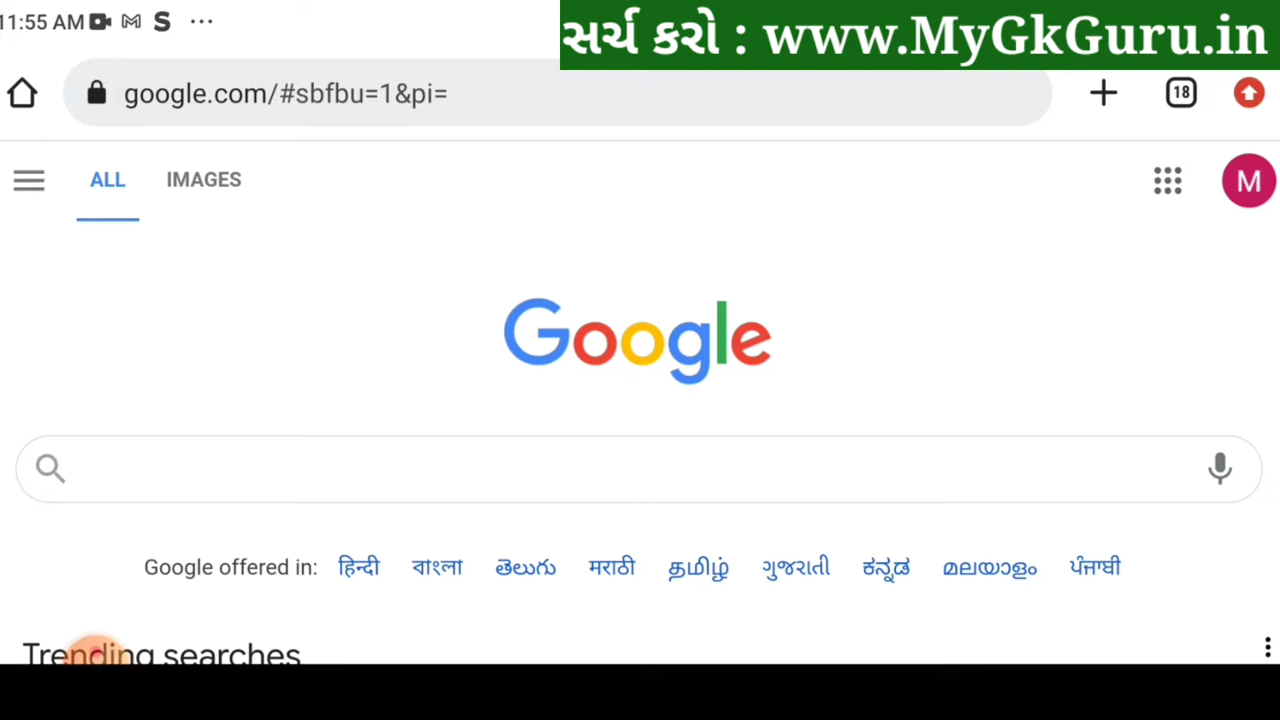 11:55 AM S ...
સર્ચ કરો : www.MyGkGuru.in
google.com/#sbfbu=1&pi=
18
ALL IMAGES
M
Google
Google offered in: हिन्दी বাংলা తెలుగు मराठी தமிழ் ગુજરાતી ಕನ್ನಡ മലയാളം ਪੰਜਾਬੀ
Trending searches